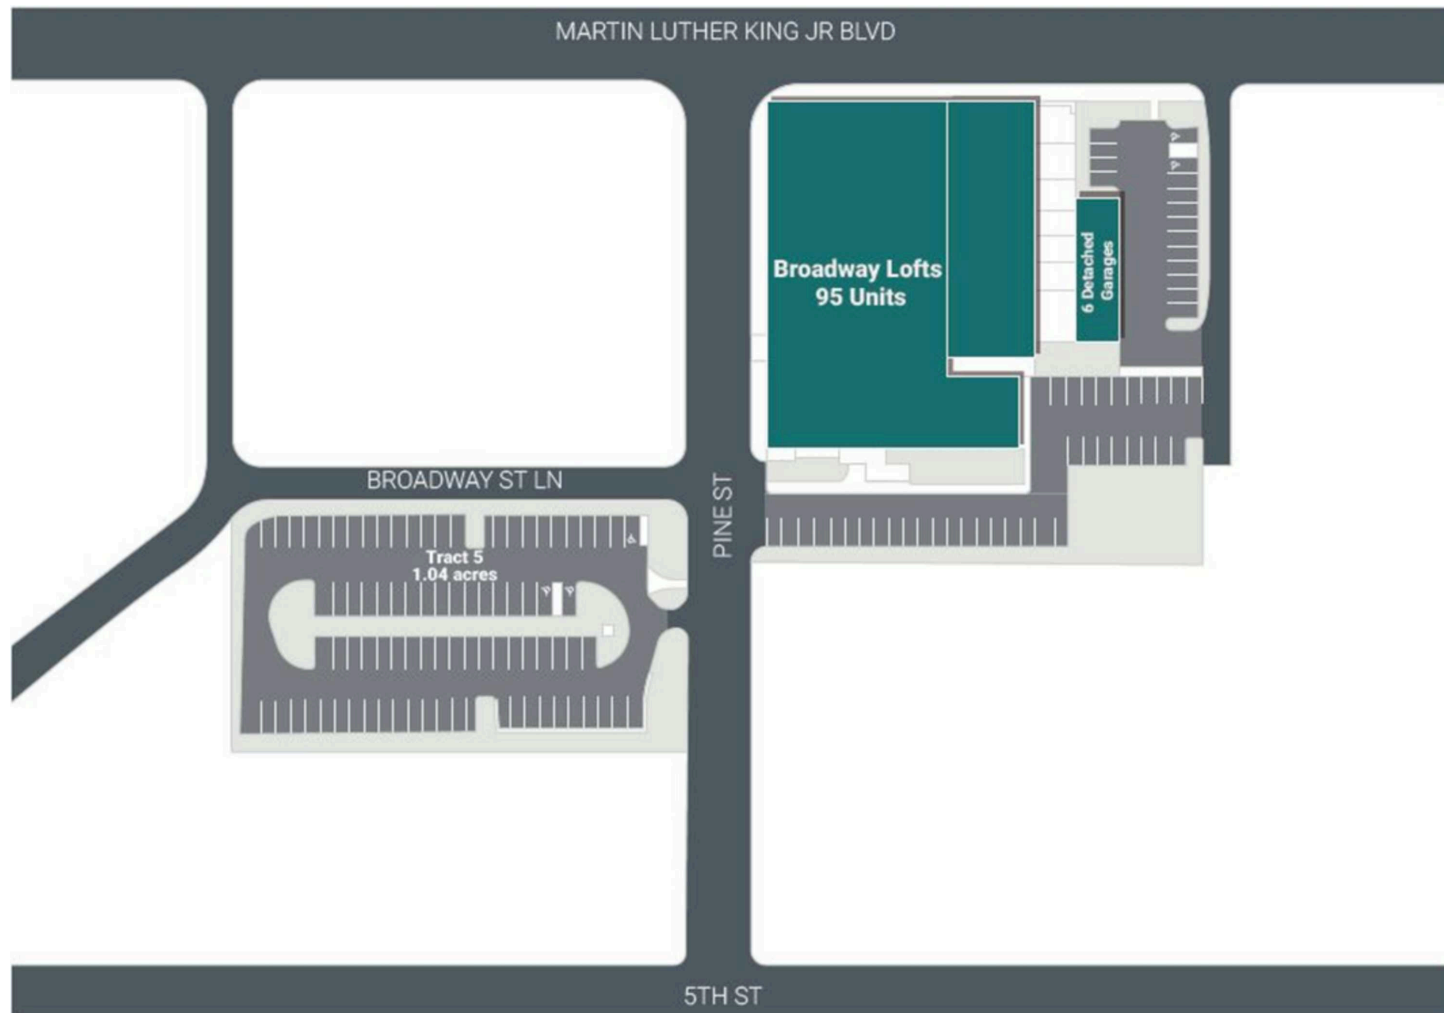 MARTIN LUTHER KING JR BLVD
Broadway Lofts
95 Units
6 Detached
Garages
BROADWAY ST LN
PINE ST
Tract 5
1.04 acres
5TH ST